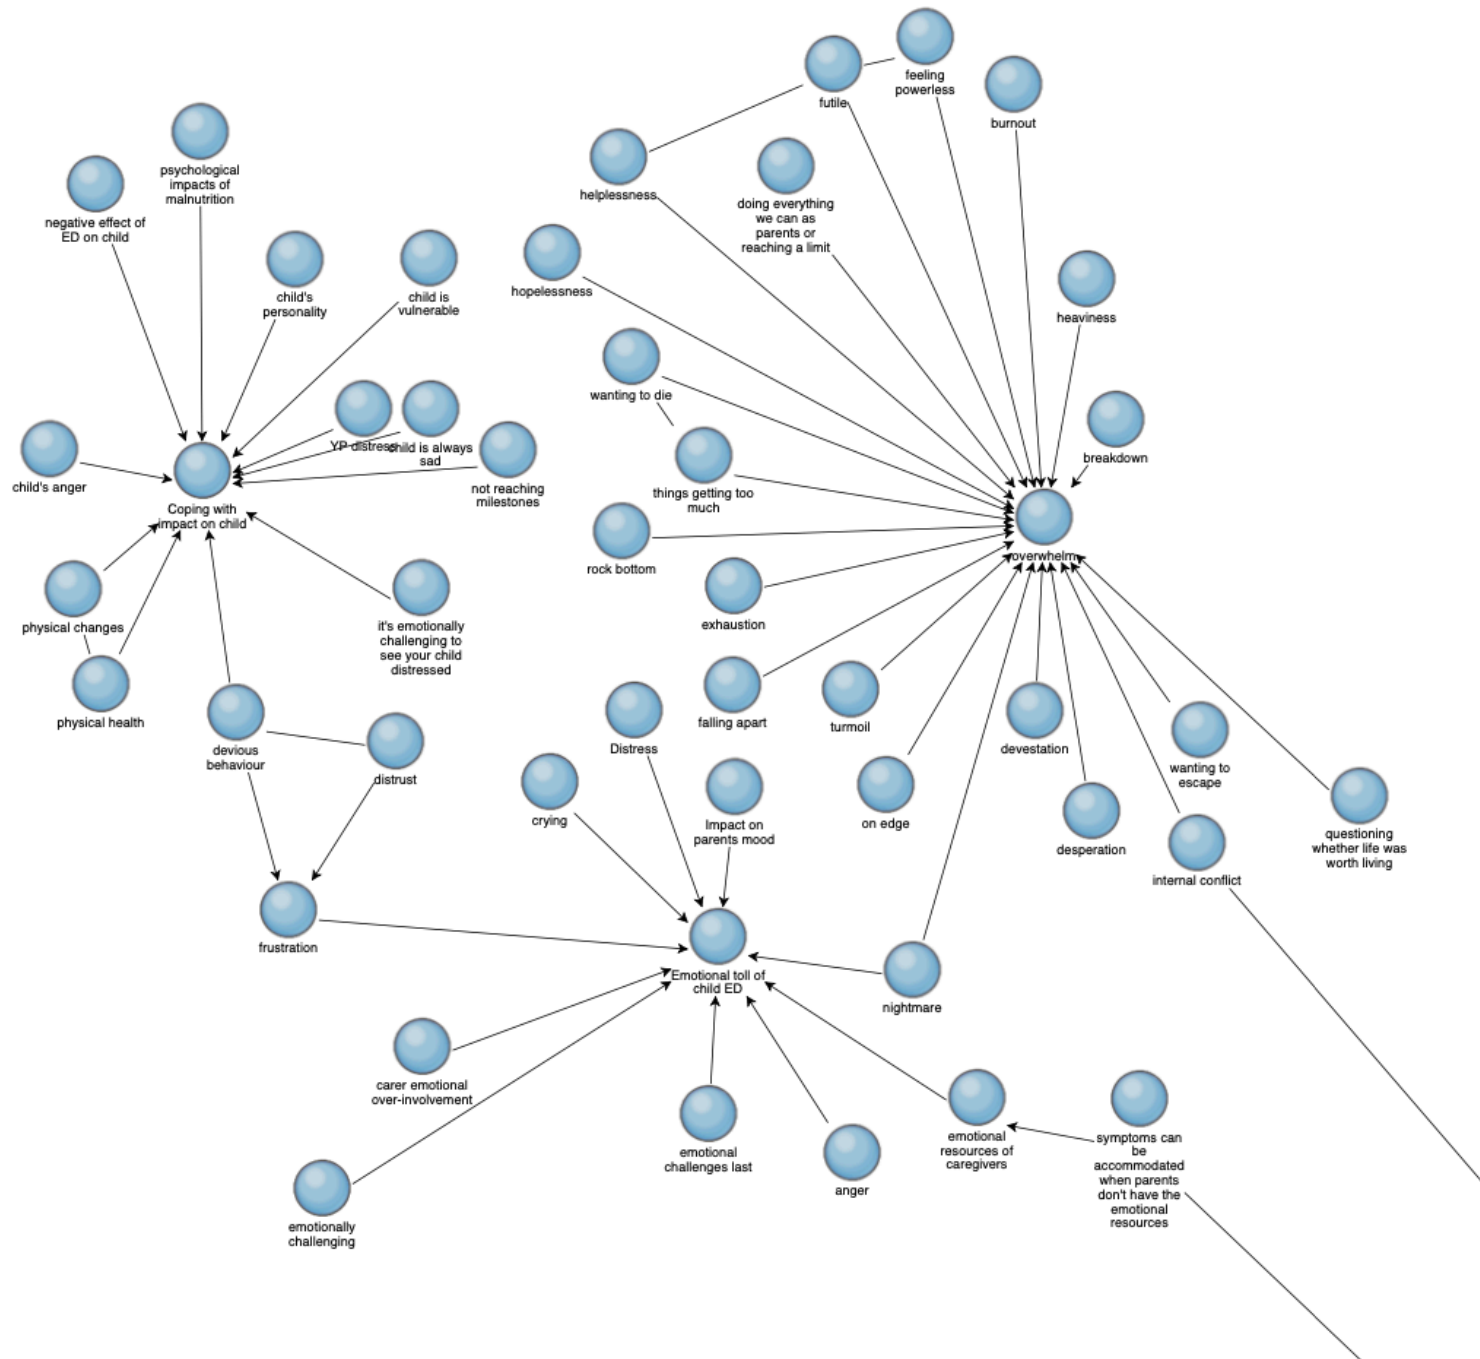 feeling
powerless
futile
burnout
psychological
impacts of
malnutrition
negative effect of
ED on child
helplessness
doing everything
we can as
parents or
reaching a limit
child's
personality
child is
vulnerable
hopelessness
heaviness
wanting to die
YP distress
child is always
sad
breakdown
child's anger
not reaching
milestones
things getting too
much
Coping with
impact on child
overwhelm
rock bottom
exhaustion
physical changes
it's emotionally
challenging to
see your child
distressed
physical health
falling apart
turmoil
devious
behaviour
distrust
Distress
devestation
wanting to
escape
crying
Impact on
parents mood
on edge
desperation
questioning
whether life was
worth living
internal conflict
frustration
Emotional toll of
child ED
nightmare
carer emotional
over-involvement
emotional
challenges last
anger
emotional
resources of
caregivers
symptoms can
be
accommodated
when parents
don't have the
emotional
resources
emotionally
challenging